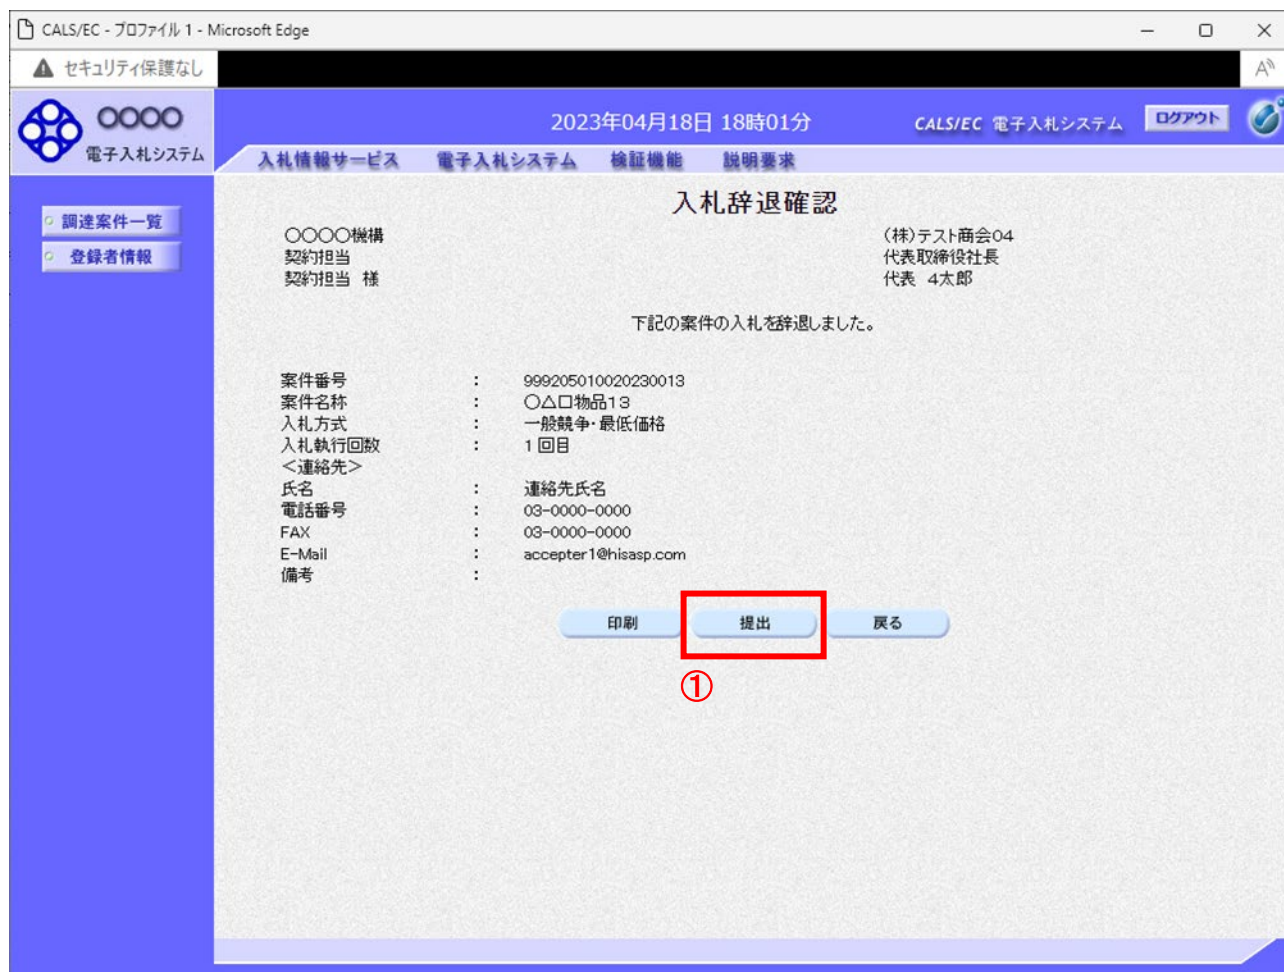 CALS/EC - プロファイル 1 - Microsoft Edge
セキュリティ保護なし
〇〇〇〇
電子入札システム
2023年04月18日 18時01分
CALS/EC 電子入札システム
ログアウト
入札情報サービス 電子入札システム 検証機能 説明要求
調達案件一覧
登録者情報
入札辞退確認
〇〇〇〇機構
契約担当
契約担当 様
(株)テスト商会04
代表取締役社長
代表 4太郎
下記の案件の入札を辞退しました。
案件番号 : 999205010020230013
案件名称 : 〇△□物品13
入札方式 : 一般競争・最低価格
入札執行回数 : 1回目
<連絡先>
氏名 : 連絡先氏名
電話番号 : 03-0000-0000
FAX : 03-0000-0000
E-Mail : accepter1@hisasp.com
備考 :
印刷 提出 戻る
①